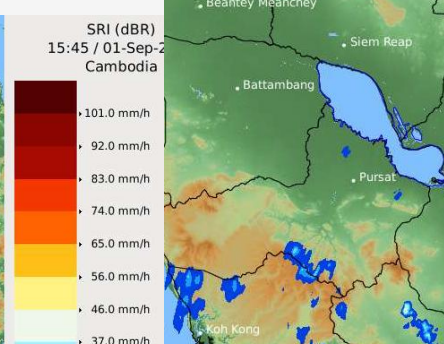 SRI (dBR)
15:45 / 01-Sep-2
Cambodia
101.0 mm/h
92.0 mm/h
83.0 mm/h
74.0 mm/h
65.0 mm/h
56.0 mm/h
46.0 mm/h
37.0 mm/h
Beantey Meanchey
Siem Reap
Battambang
Pursat
Koh Kong